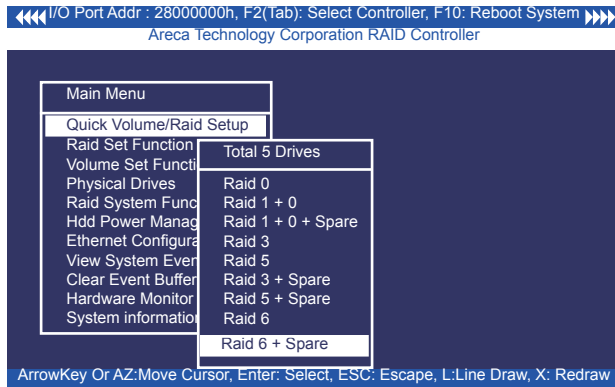 I/O Port Addr : 28000000h, F2(Tab): Select Controller, F10: Reboot System
Areca Technology Corporation RAID Controller
Main Menu
Quick Volume/Raid Setup
Raid Set Function
Volume Set Functi
Physical Drives
Raid System Func
Hdd Power Manag
Ethernet Configura
View System Even
Clear Event Buffer
Hardware Monitor
System information
Total 5 Drives
Raid 0
Raid 1 + 0
Raid 1 + 0 + Spare
Raid 3
Raid 5
Raid 3 + Spare
Raid 5 + Spare
Raid 6
Raid 6 + Spare
ArrowKey Or AZ:Move Cursor, Enter: Select, ESC: Escape, L:Line Draw, X: Redraw